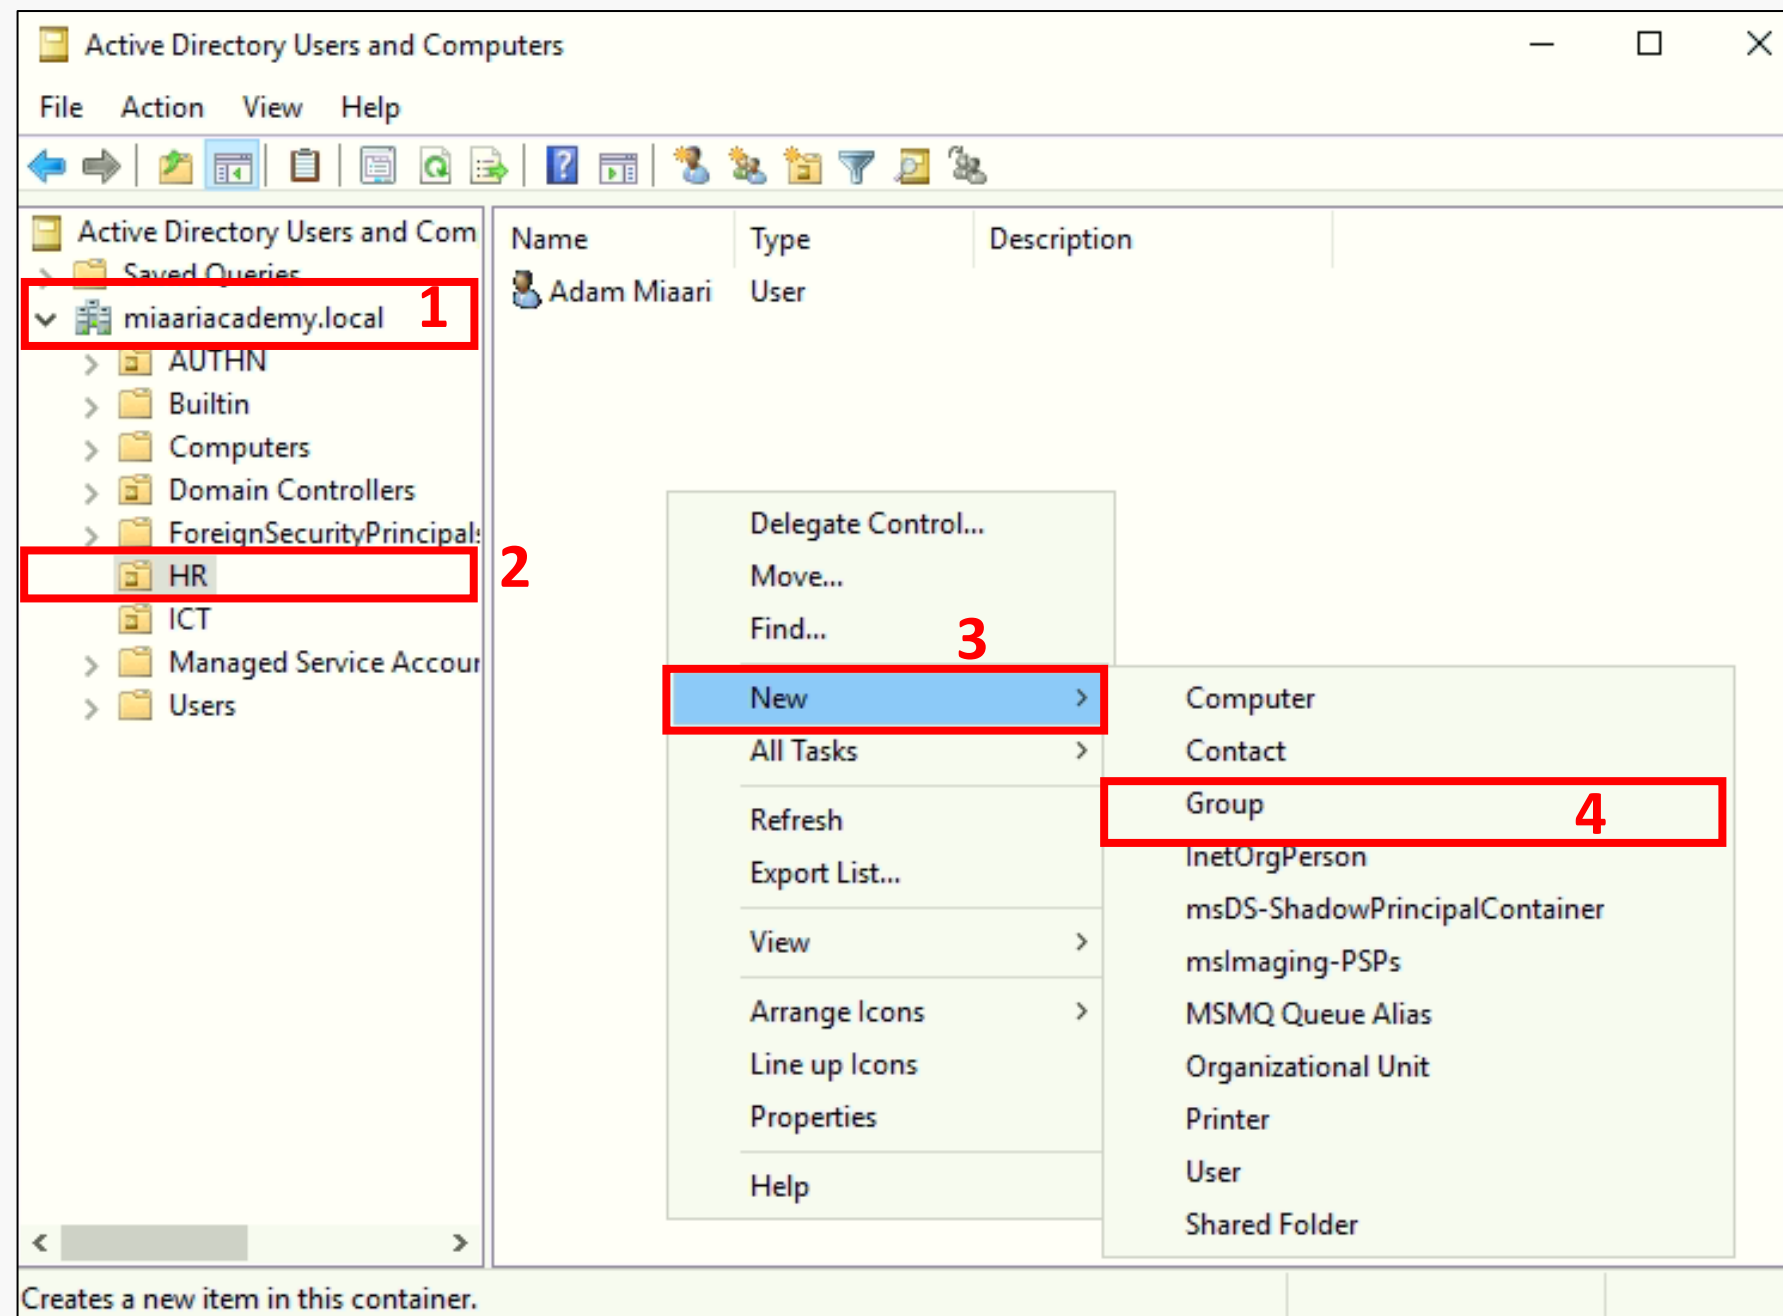 Active Directory Users and Computers
File Action View Help
Active Directory Users and Com
Saved Queries
miaariacademy.local 1
AUTHN
Builtin
Computers
Domain Controllers
ForeignSecurityPrincipals
HR 2
ICT
Managed Service Accour
Users
Name Type Description
Adam Miaari User
Delegate Control...
Move...
Find...
3
New
All Tasks
Refresh
Export List...
View
Arrange Icons
Line up Icons
Properties
Help
Computer
Contact
Group 4
InetOrgPerson
msDS-ShadowPrincipalContainer
msImaging-PSPs
MSMQ Queue Alias
Organizational Unit
Printer
User
Shared Folder
Creates a new item in this container.